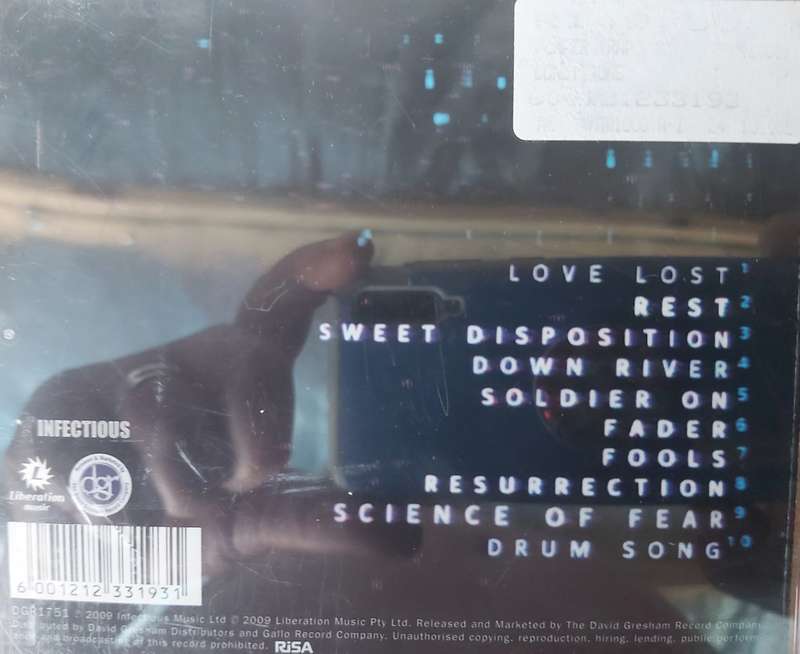 LOVE LOST 1
REST 2
SWEET DISPOSITION 3
DOWN RIVER 4
SOLDIER ON 5
FADER 6
FOOLS 7
RESURRECTION 8
SCIENCE OF FEAR 9
DRUM SONG 10
INFECTIOUS
L
Liberation
music
dgr
6 001212 331931
DGR1751 ℗ 2009 Infectious Music Ltd © 2009 Liberation Music Pty Ltd. Released and Marketed by The David Gresham Record Company.
Distributed by David Gresham Distributors and Gallo Record Company. Unauthorised copying, reproduction, hiring, lending, public perform
ance and broadcasting of this record prohibited. RiSA